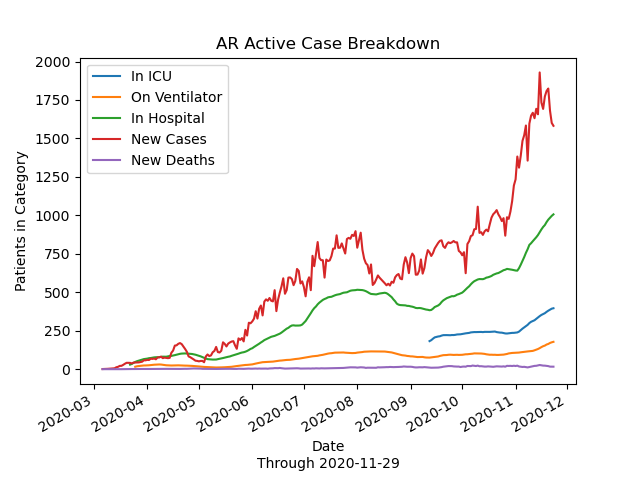 AR Active Case Breakdown
In ICU
On Ventilator
In Hospital
New Cases
New Deaths
Patients in Category
2000
1750
1500
1250
1000
750
500
250
0
2020-03
2020-04
2020-05
2020-06
2020-07
2020-08
2020-09
2020-10
2020-11
2020-12
Date
Through 2020-11-29